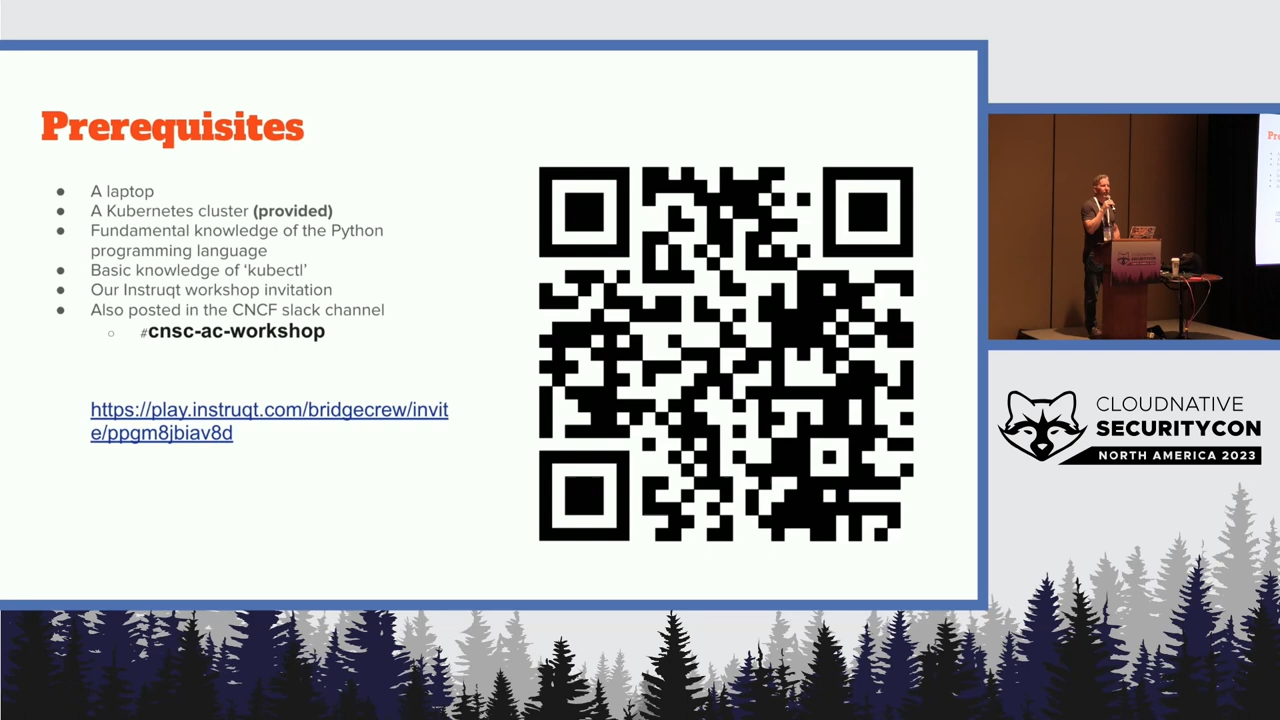 Prerequisites
A laptop
A Kubernetes cluster (provided)
Fundamental knowledge of the Python
programming language
Basic knowledge of ‘kubectl’
Our Instruqt workshop invitation
Also posted in the CNCF slack channel
#cnsc-ac-workshop
https://play.instruqt.com/bridgecrew/invit
e/ppgm8jbiav8d
Pre
CLOUDNATIVE
SECURITYCON
NORTH AMERICA 2023